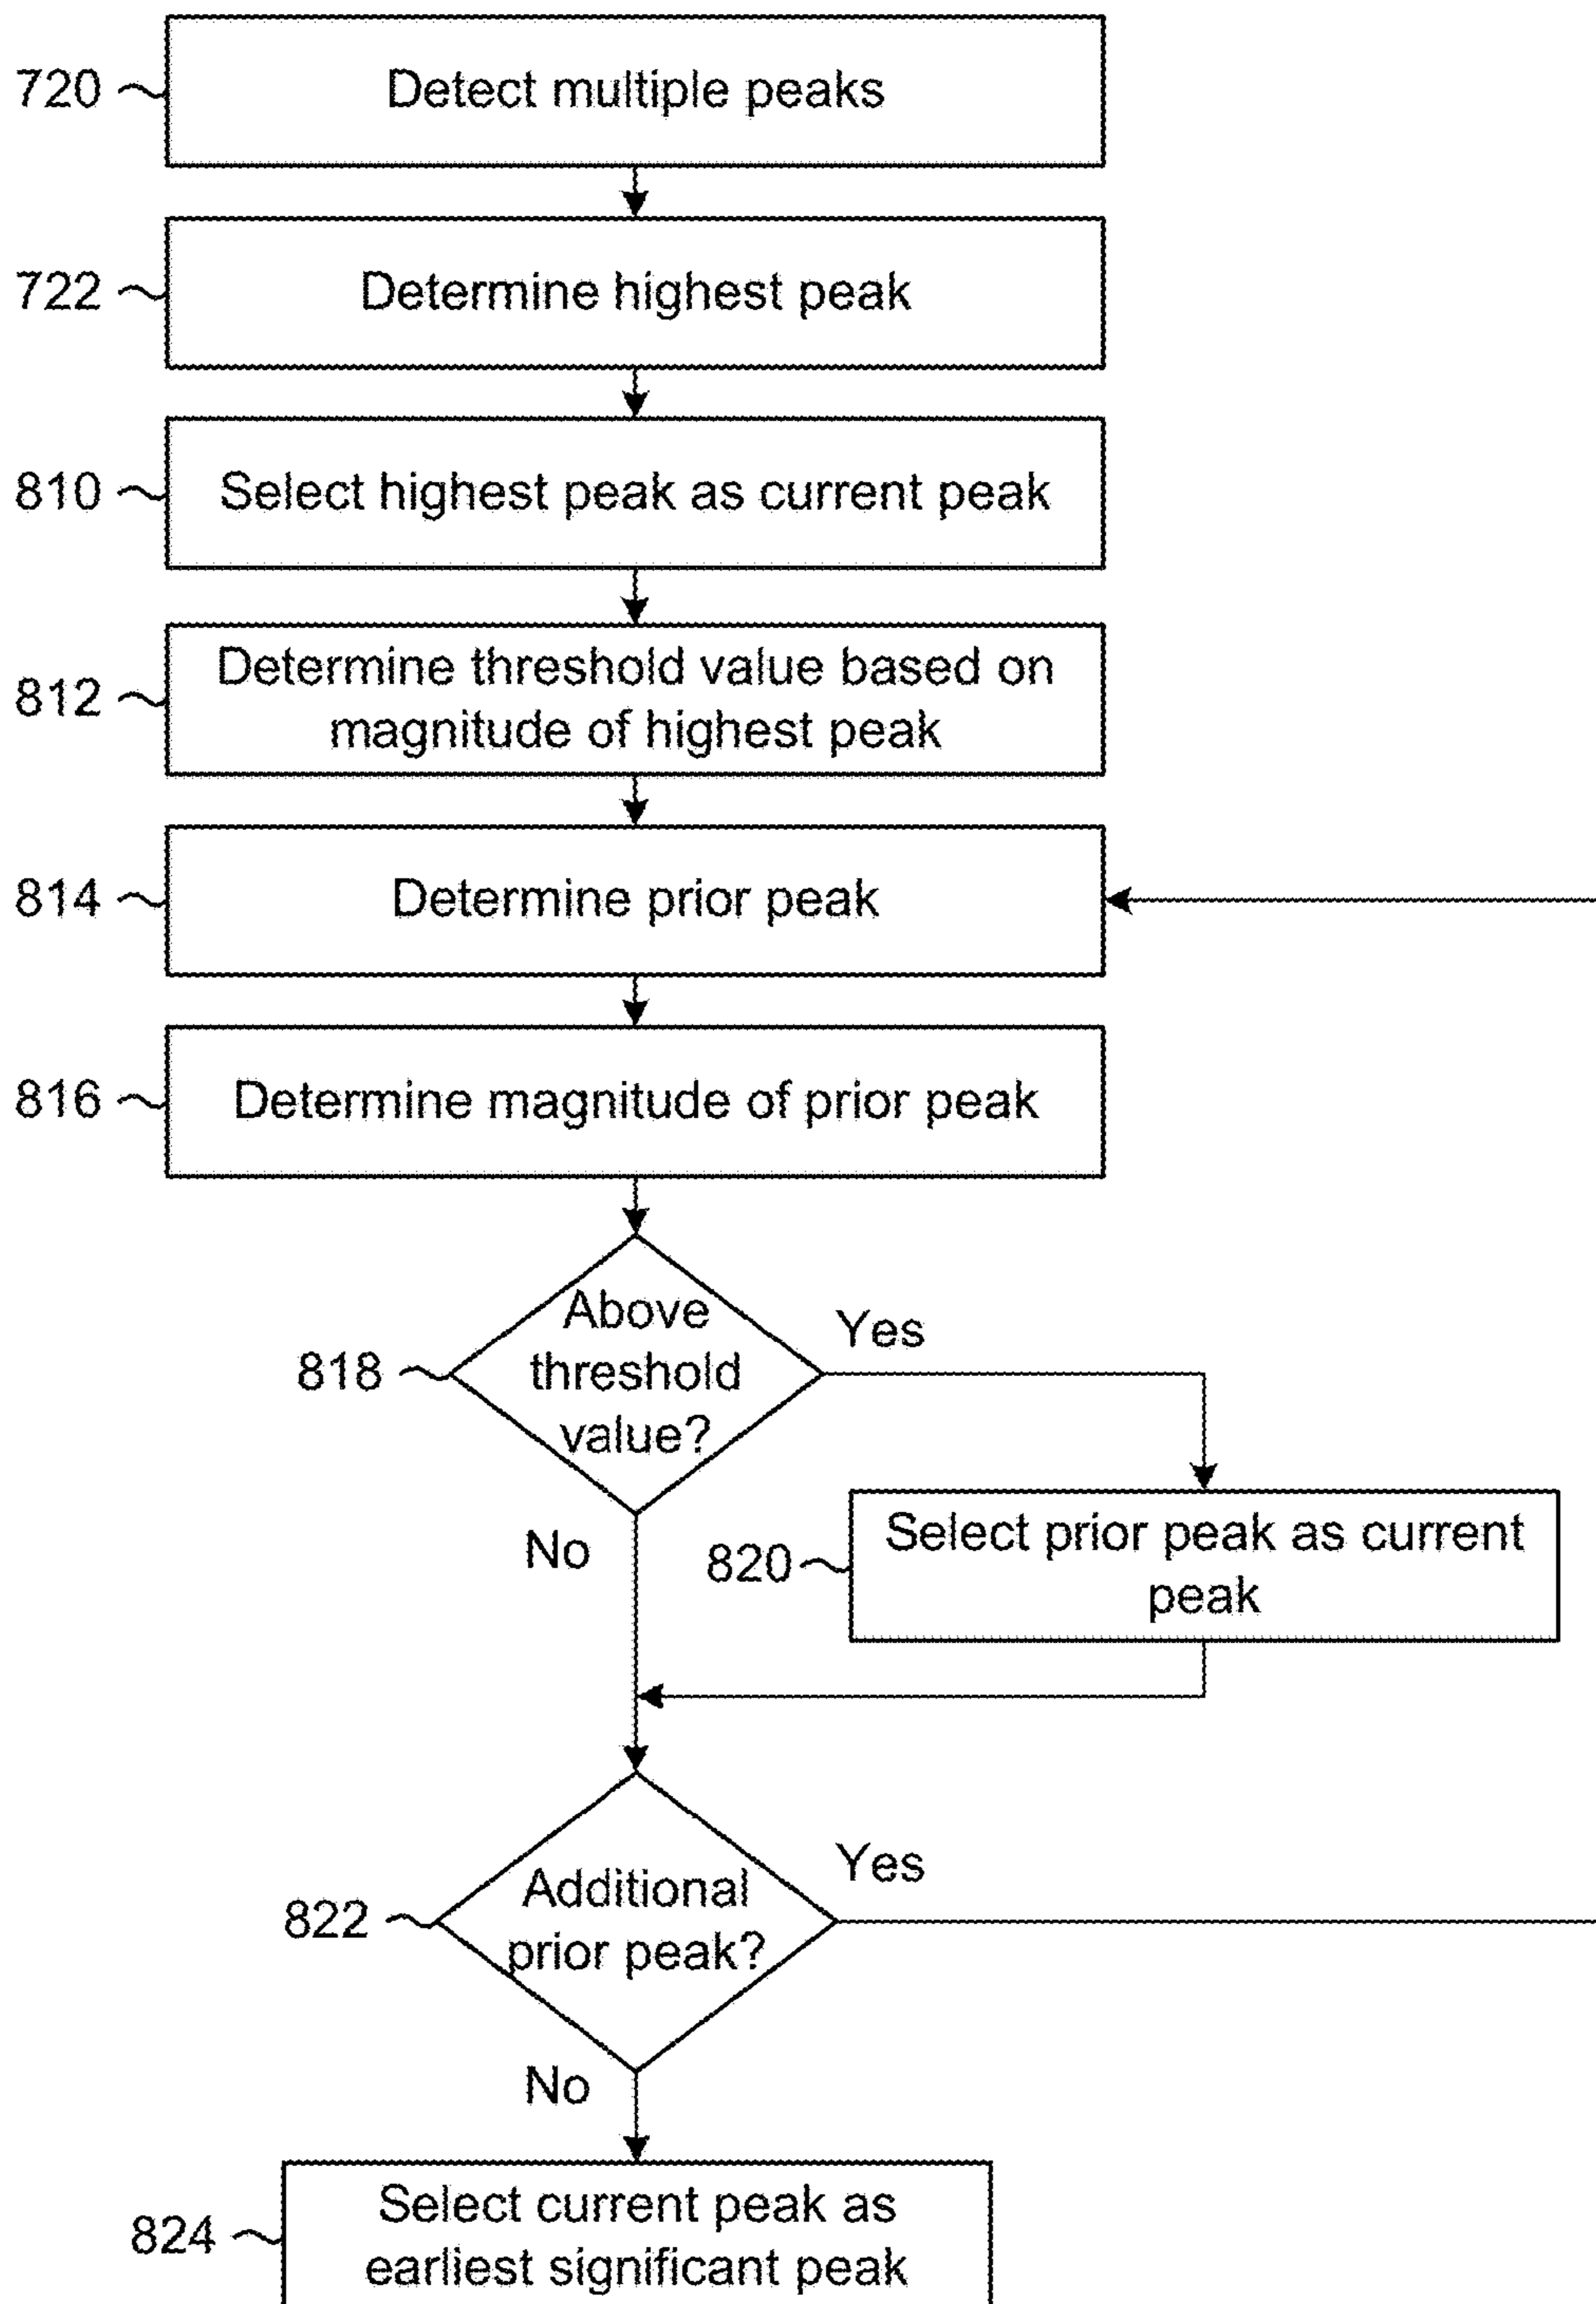 720
Detect multiple peaks
722
Determine highest peak
810
Select highest peak as current peak
812
Determine threshold value based on
magnitude of highest peak
814
Determine prior peak
816
Determine magnitude of prior peak
818
Above
threshold
value?
Yes
No
820
Select prior peak as current
peak
822
Additional
prior peak?
Yes
No
824
Select current peak as
earliest significant peak